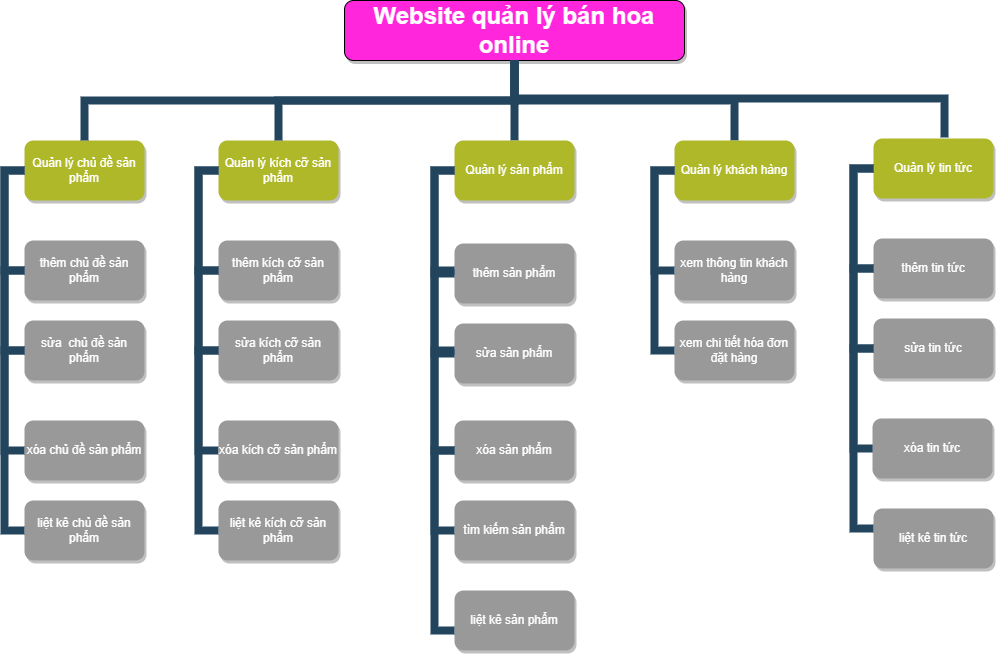 Website quản lý bán hoa
online
Quản lý chủ đề sản
phẩm
Quản lý kích cỡ sản
phẩm
Quản lý sản phẩm
Quản lý khách hàng
Quản lý tin tức
thêm chủ đề sản
phẩm
thêm kích cỡ sản
phẩm
thêm sản phẩm
xem thông tin khách
hàng
thêm tin tức
sửa  chủ đề sản
phẩm
sửa kích cỡ sản
phẩm
sửa sản phẩm
xem chi tiết hóa đơn
đặt hàng
sửa tin tức
xóa chủ đề sản phẩm
xóa kích cỡ sản phẩm
xóa sản phẩm
xóa tin tức
liệt kê chủ đề sản
phẩm
liệt kê kích cỡ sản
phẩm
tìm kiếm sản phẩm
liệt kê tin tức
liệt kê sản phẩm